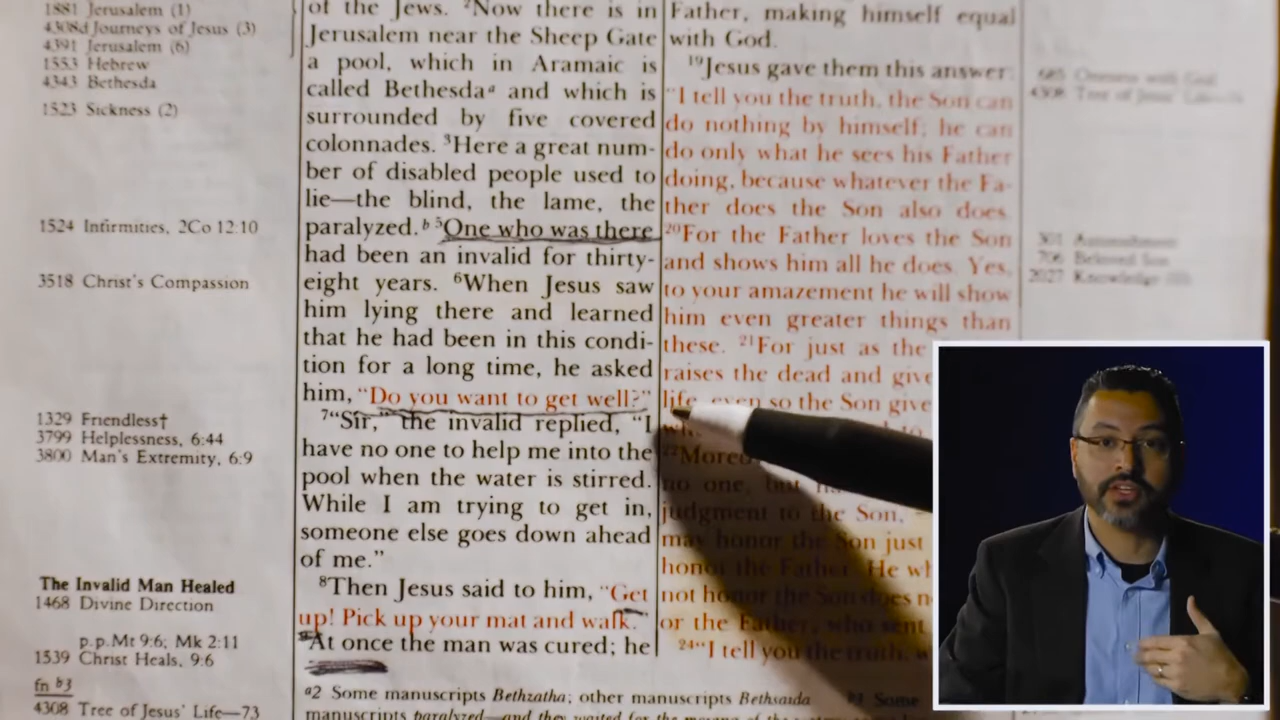 1881 Jerusalem (1)
4308d Journeys of Jesus (3)
4391 Jerusalem (6)
1553 Hebrew
4343 Bethesda
1523 Sickness (2)
1524 Infirmities, 2Co 12:10
3518 Christ's Compassion
1329 Friendless†
3799 Helplessness, 6:44
3800 Man's Extremity, 6:9
The Invalid Man Healed
1468 Divine Direction
p.p.Mt 9:6; Mk 2:11
1539 Christ Heals, 9:6
fn b3
4308 Tree of Jesus' Life—73
of the Jews. 2Now there is in
Jerusalem near the Sheep Gate
a pool, which in Aramaic is
called Bethesdaa and which is
surrounded by five covered
colonnades. 3Here a great num-
ber of disabled people used to
lie—the blind, the lame, the
paralyzed.b 5One who was there
had been an invalid for thirty-
eight years. 6When Jesus saw
him lying there and learned
that he had been in this condi-
tion for a long time, he asked
him, "Do you want to get well?"
7"Sir," the invalid replied, "I
have no one to help me into the
pool when the water is stirred.
While I am trying to get in,
someone else goes down ahead
of me."
8Then Jesus said to him, "Get
up! Pick up your mat and walk."
At once the man was cured; he
a2 Some manuscripts Bethzatha; other manuscripts Bethsaida
manuscripts paralyzed—and they waited for the moving of the
Father, making himself equal
with God.
19Jesus gave them this answer:
"I tell you the truth, the Son can
do nothing by himself; he can
do only what he sees his Father
doing, because whatever the Fa-
ther does the Son also does.
20For the Father loves the Son
and shows him all he does. Yes,
to your amazement he will show
him even greater things than
these. 21For just as the
raises the dead and give
life, even so the Son give
22"Moreo
no one, but
judgment to the Son,
may honor the Son just
honor the Father. He wh
not honor the Son does n
or the Father, who sent
24"I tell you the truth, w
685 Oneness with God
4308 Tree of Jesus'
301
706 Beloved Son
2027 Knowledge